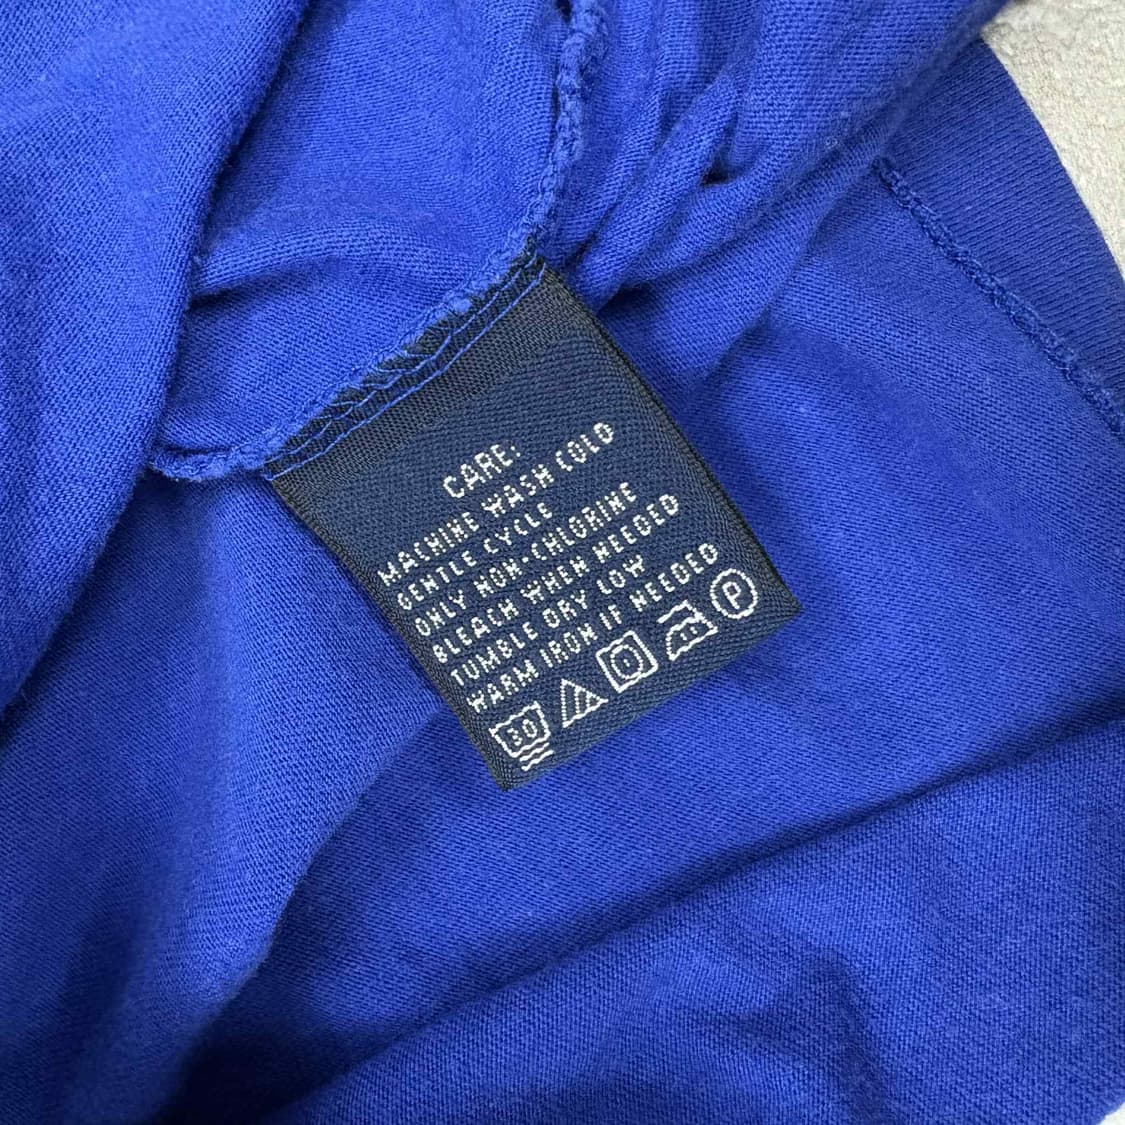 CARE:
MACHINE WASH COLD
GENTLE CYCLE
ONLY NON-CHLORINE
BLEACH WHEN NEEDED
TUMBLE DRY LOW
WARM IRON IF NEEDED
30 P